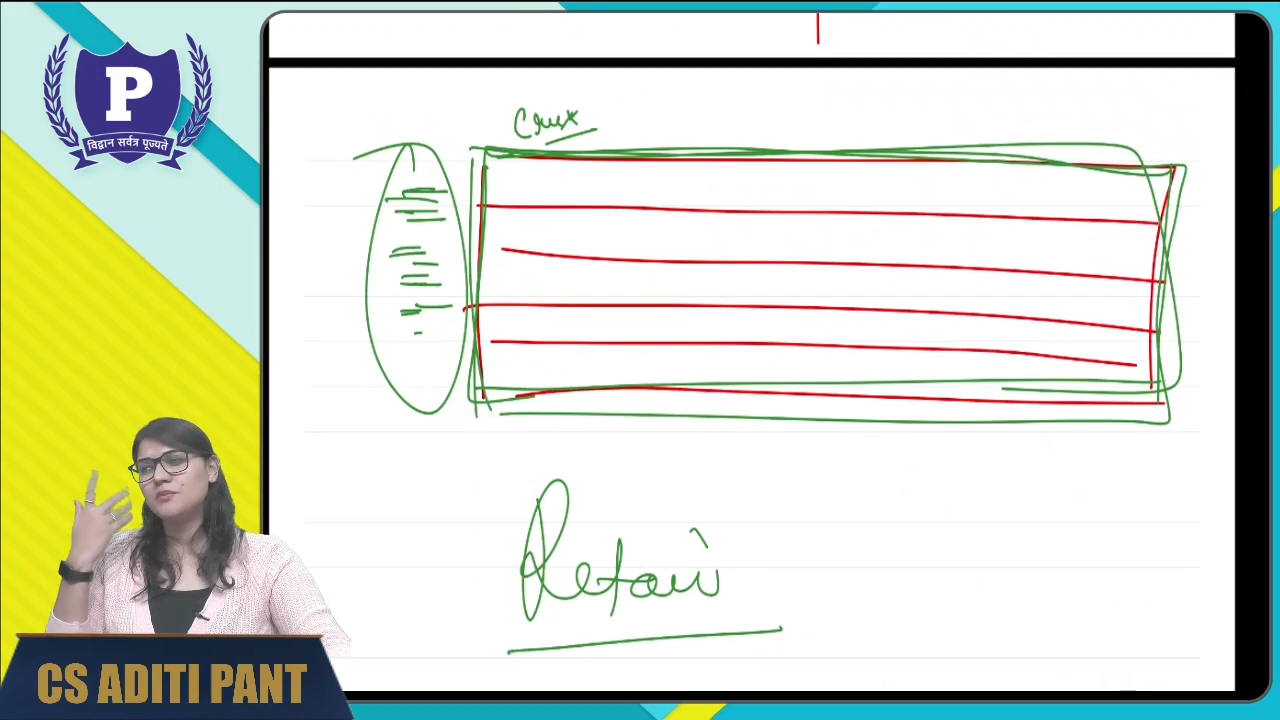 P
विद्वान सर्वत्र पूज्यते
Crux
Retain
CS ADITI PANT